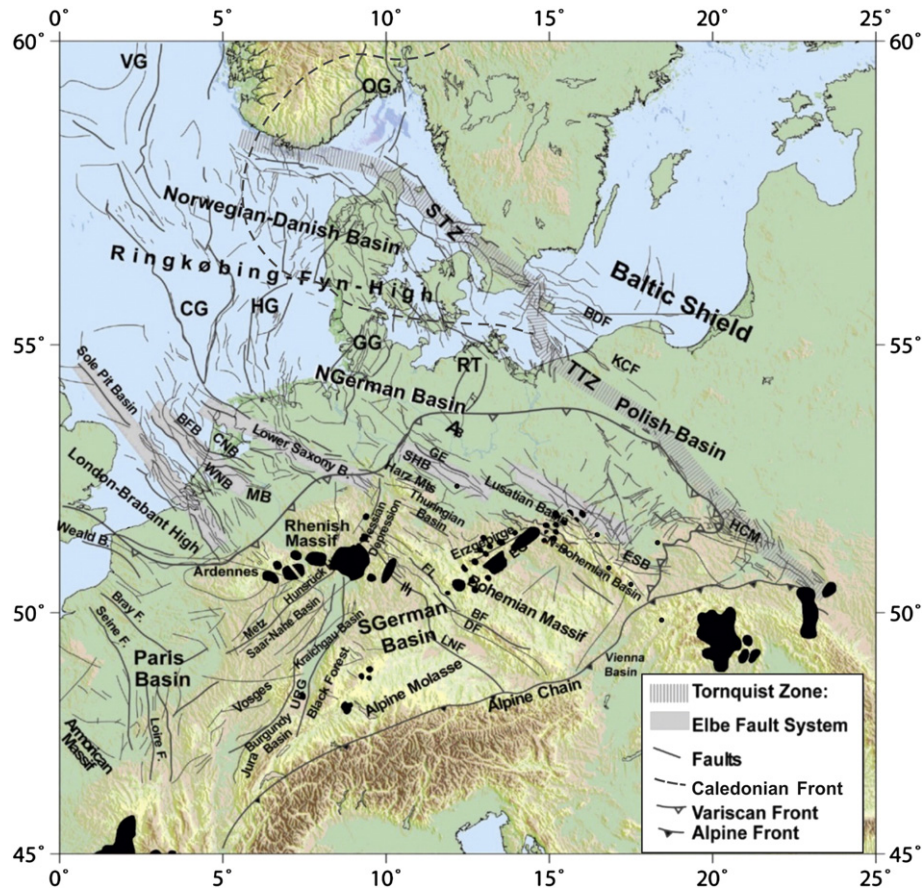 0° 5° 10° 15° 20° 25°
60°
VG
OG
Norwegian-Danish Basin
STZ
Ringkøbing-Fyn-High
Baltic Shield
CG
HG
BDF
55°
GG
RT
KCF
TTZ
Sole Pit Basin
NGerman Basin
Polish-Basin
BFB
CNB
Lower Saxony B.
GE
SHB
WNB
MB
Harz Mts
Lusatian Basin
London-Brabant High
Thuringian
Basin
HCM
Weald B.
Rhenish
Massif
Hessian
Depression
Erzgebirge
ESB
Ardennes
Hunsrück
FL
Bohemian Massif
50°
Bray F.
Seine F.
Metz
Saar-Nahe Basin
Kraichgau Basin
SGerman
Basin
BF
DF
LNF
Paris
Basin
Vienna
Basin
Vosges
URG
Black Forest
Alpine Molasse
Alpine Chain
Armorican
Massif
Loire F.
Burgundy
Basin
Jura
Tornquist Zone:
Elbe Fault System
Faults
Caledonian Front
Variscan Front
Alpine Front
45°
0 5° 10° 15° 20° 25°